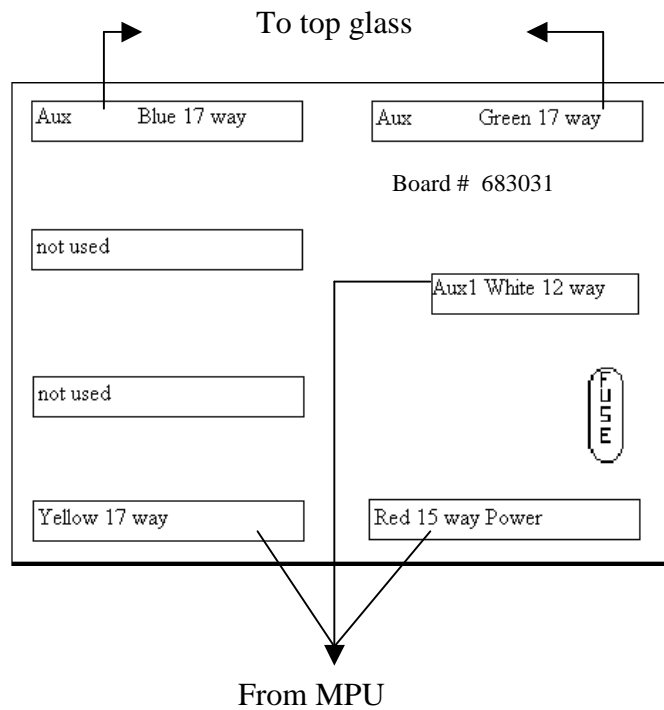 To top glass
Aux Blue 17 way
Aux Green 17 way
Board # 683031
not used
Aux1 White 12 way
not used
FUSE
Yellow 17 way
Red 15 way Power
From MPU